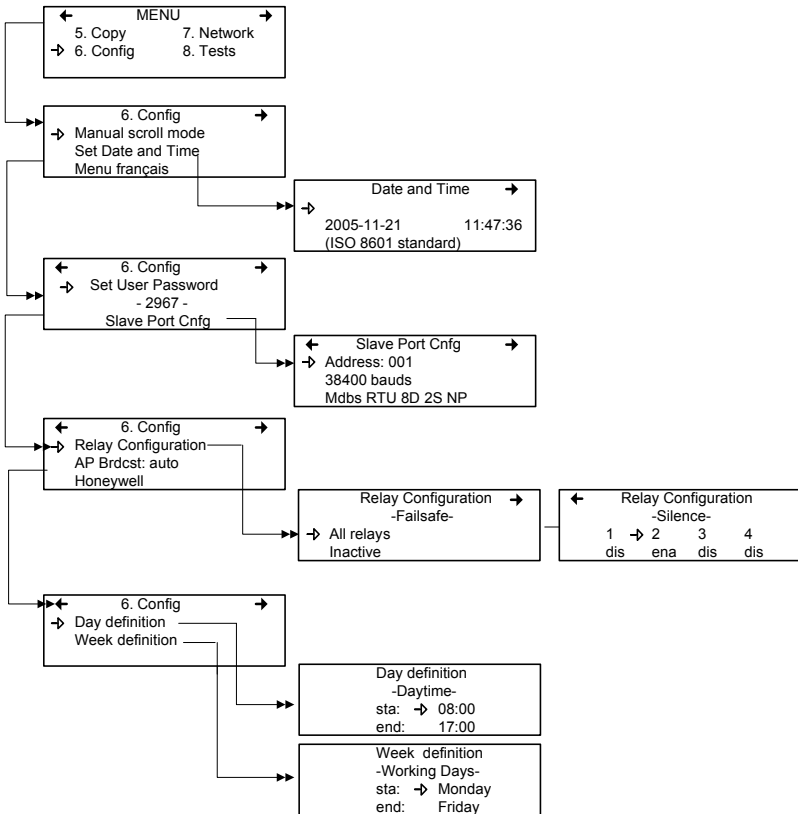 MENU
5. Copy 7. Network
6. Config 8. Tests
6. Config
Manual scroll mode
Set Date and Time
Menu français
Date and Time
2005-11-21 11:47:36
(ISO 8601 standard)
6. Config
Set User Password
- 2967 -
Slave Port Cnfg
Slave Port Cnfg
Address: 001
38400 bauds
Mdbs RTU 8D 2S NP
6. Config
Relay Configuration
AP Brdcst: auto
Honeywell
Relay Configuration
-Failsafe-
All relays
Inactive
Relay Configuration
-Silence-
1 2 3 4
dis ena dis dis
6. Config
Day definition
Week definition
Day definition
-Daytime-
sta: 08:00
end: 17:00
Week definition
-Working Days-
sta: Monday
end: Friday